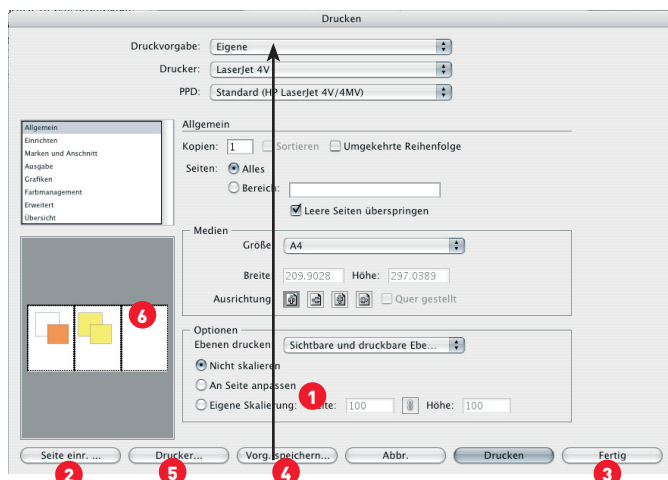 Drucken
Druckvorgabe: Eigene
Drucker: LaserJet 4V
PPD: Standard (HP LaserJet 4V/4MV)
Allgemein
Einrichten
Marken und Anschnitt
Ausgabe
Grafiken
Farbmanagement
Erweitert
Übersicht
Allgemein
Kopien: 1 Sortieren Umgekehrte Reihenfolge
Seiten: Alles
Bereich:
Leere Seiten überspringen
Medien
Größe A4
Breite: 209.9028 Höhe: 297.0389
Ausrichtung Quer gestellt
6
Optionen
Ebenen drucken: Sichtbare und druckbare Ebe...
Nicht skalieren
An Seite anpassen
Eigene Skalierung: 100 Höhe: 100
1
Seite einr. ... Drucker... Vorg. speichern... Abbr. Drucken Fertig
2 5 4 3